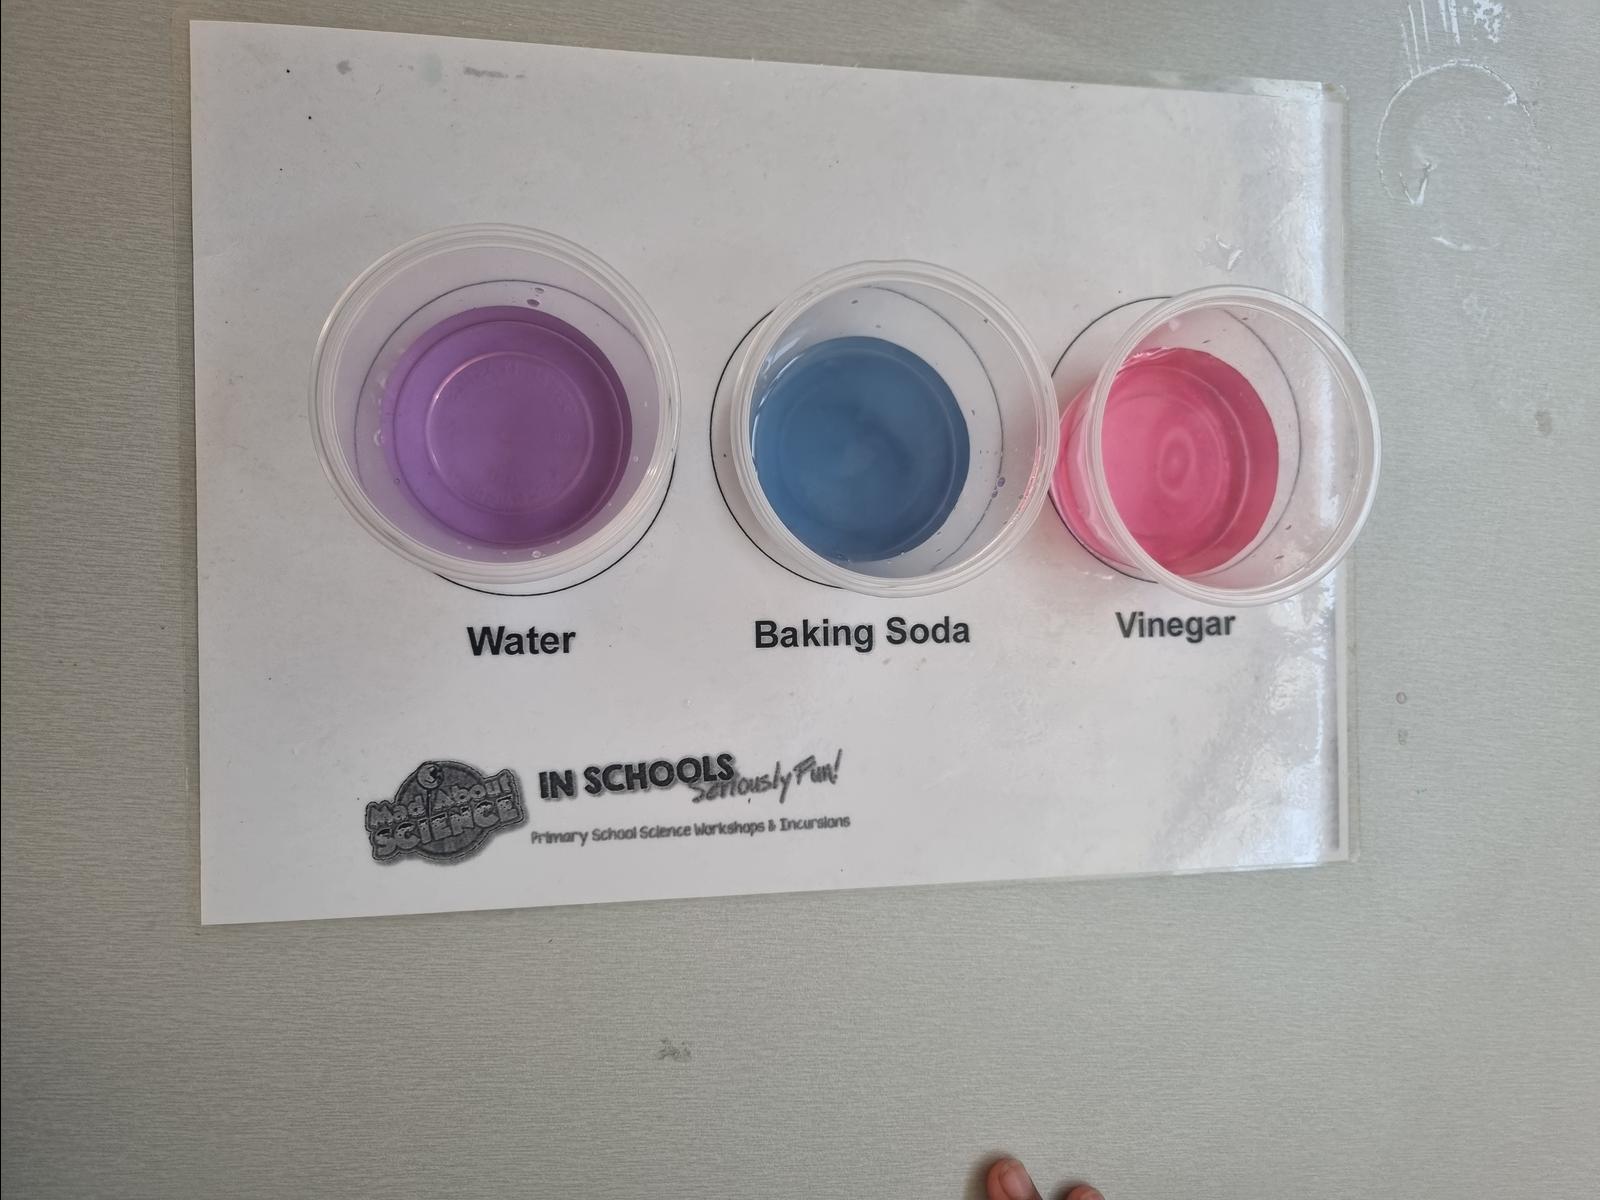 Water
Baking Soda
Vinegar
Mad About
SCIENCE
IN SCHOOLS
Seriously Fun!
Primary School Science Workshops & Incursions